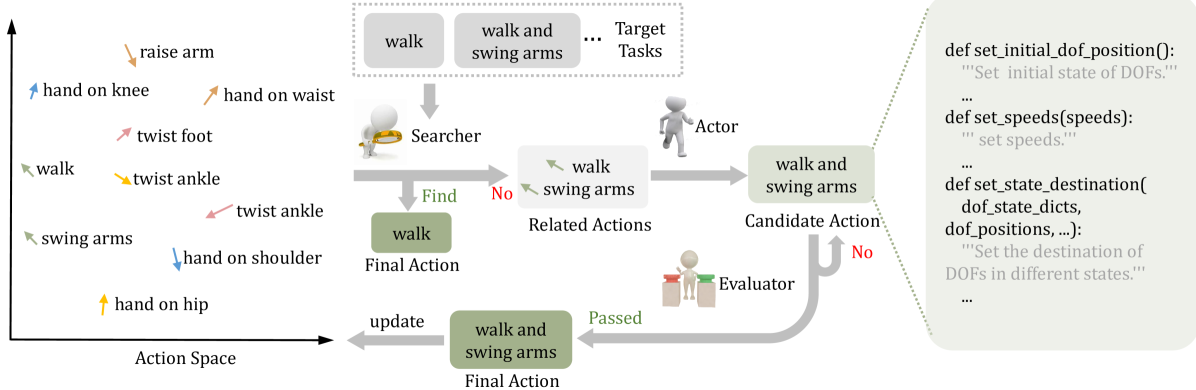 raise arm
hand on knee
hand on waist
twist foot
walk
twist ankle
twist ankle
swing arms
hand on shoulder
hand on hip
Action Space
walk
walk and
swing arms
...
Target
Tasks
Searcher
Find
No
walk
Final Action
walk
swing arms
Related Actions
Actor
walk and
swing arms
Candidate Action
No
Evaluator
Passed
walk and
swing arms
Final Action
update
def set_initial_dof_position():
'''Set initial state of DOFs.'''
...
def set_speeds(speeds):
''' set speeds.'''
...
def set_state_destination(
dof_state_dicts,
dof_positions, ...):
'''Set the destination of
DOFs in different states.'''
...